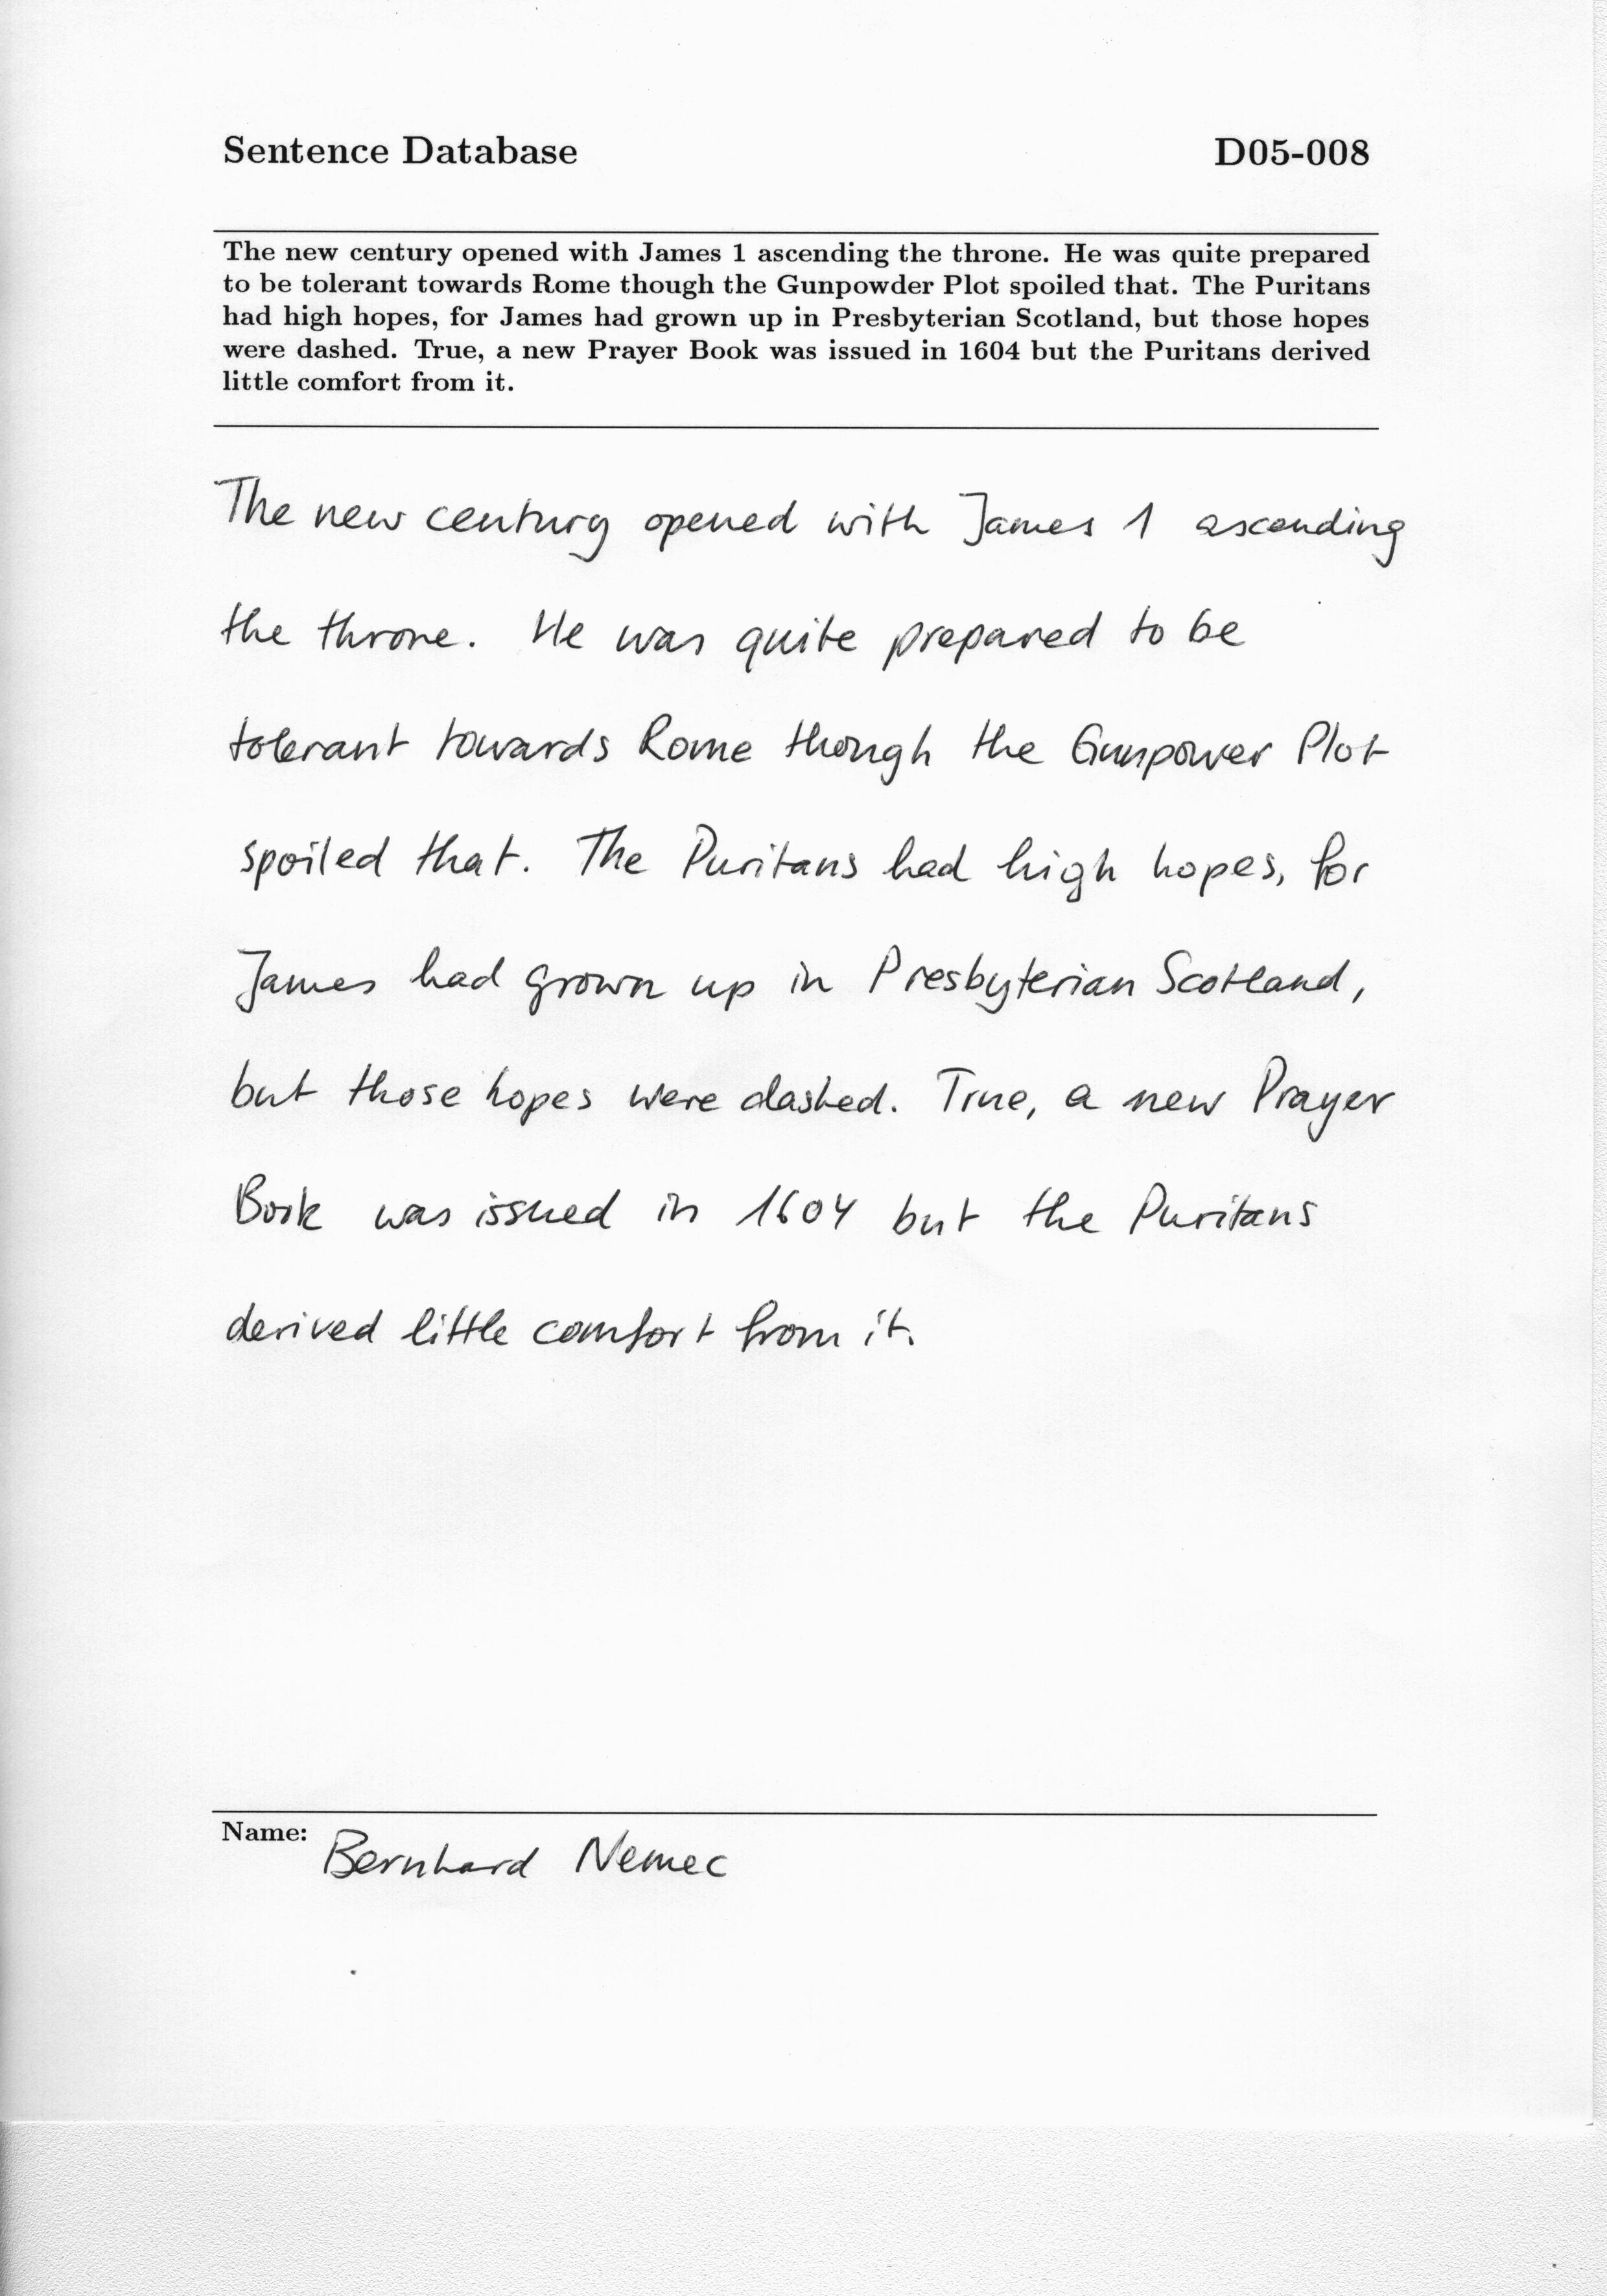 Sentence Database D05-008
The new century opened with James 1 ascending the throne. He was quite prepared
to be tolerant towards Rome though the Gunpowder Plot spoiled that. The Puritans
had high hopes, for James had grown up in Presbyterian Scotland, but those hopes
were dashed. True, a new Prayer Book was issued in 1604 but the Puritans derived
little comfort from it.
The new century opened with James 1 ascending
the throne. He was quite prepared to be
tolerant towards Rome though the Gunpower Plot
spoiled that. The Puritans had high hopes, for
James had grown up in Presbyterian Scotland,
but those hopes were dashed. True, a new Prayer
Book was issued in 1604 but the Puritans
derived little comfort from it.
Name: Bernhard Nemec